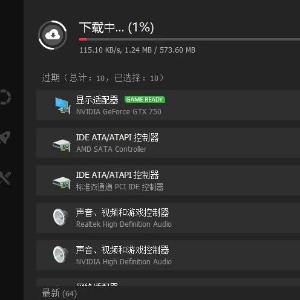 下载中... (1%)
115.10 KB/s, 1.24 MB / 573.60 MB
过期（总计：10，已选择：10）
显示适配器 GAME READY
NVIDIA GeForce GTX 750
IDE ATA/ATAPI 控制器
AMD SATA Controller
IDE ATA/ATAPI 控制器
标准双通道 PCI IDE 控制器
声音、视频和游戏控制器
Realtek High Definition Audio
声音、视频和游戏控制器
NVIDIA High Definition Audio
最新 (64)